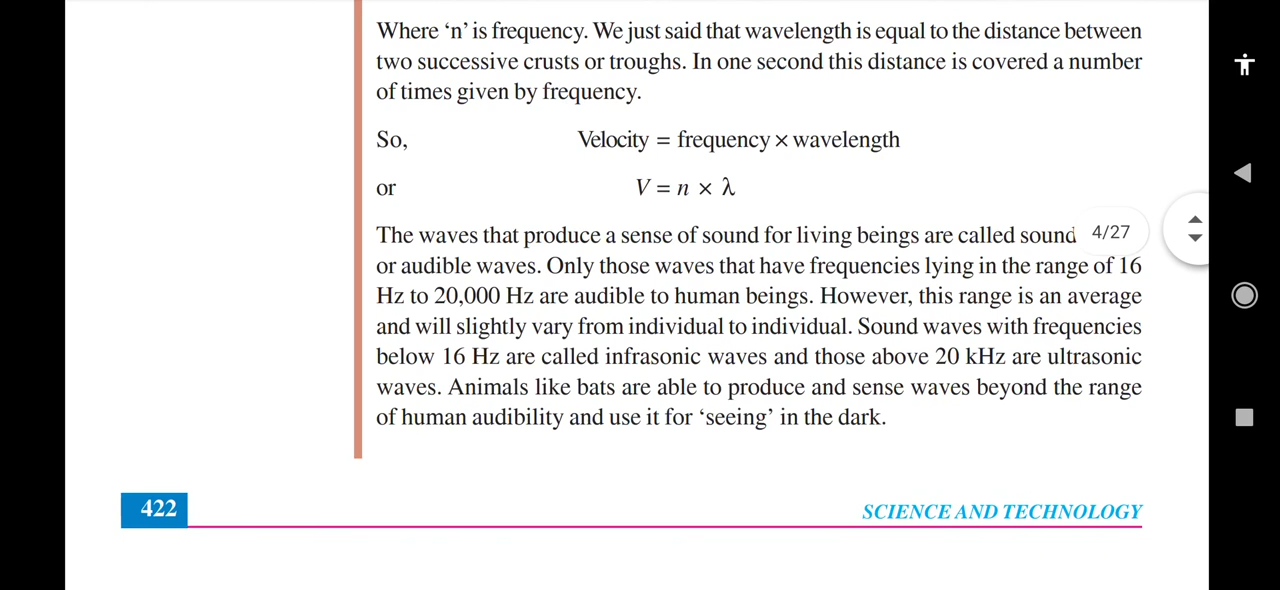 Where ‘n’ is frequency. We just said that wavelength is equal to the distance between
two successive crusts or troughs. In one second this distance is covered a number
of times given by frequency.
So, Velocity = frequency × wavelength
or V = n × λ
The waves that produce a sense of sound for living beings are called sound 4/27
or audible waves. Only those waves that have frequencies lying in the range of 16
Hz to 20,000 Hz are audible to human beings. However, this range is an average
and will slightly vary from individual to individual. Sound waves with frequencies
below 16 Hz are called infrasonic waves and those above 20 kHz are ultrasonic
waves. Animals like bats are able to produce and sense waves beyond the range
of human audibility and use it for ‘seeing’ in the dark.
422 SCIENCE AND TECHNOLOGY